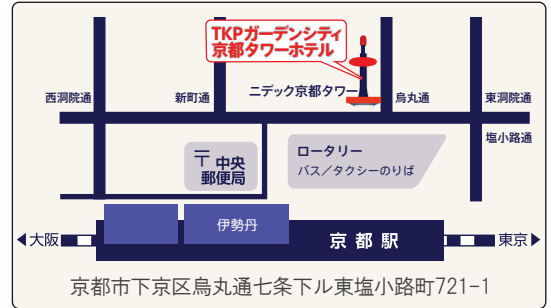 TKPガーデンシティ
京都タワーホテル
西洞院通
新町通
ニデック京都タワー
烏丸通
東洞院通
塩小路通
〒中央
郵便局
ロータリー
バス／タクシーのりば
伊勢丹
大阪
京都駅
東京
京都市下京区烏丸通七条下ル東塩小路町721-1